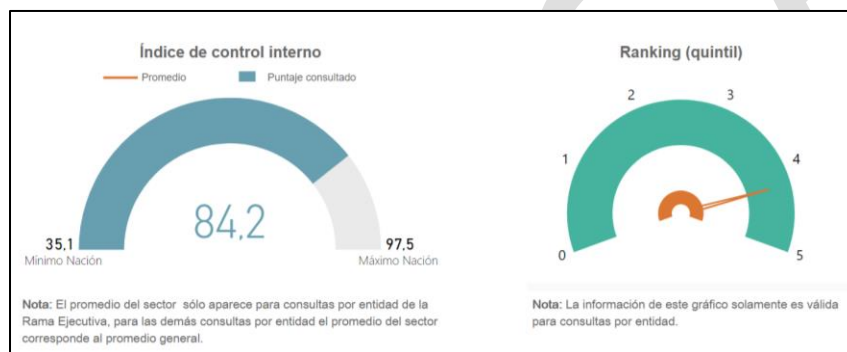 Índice de control interno
Promedio
Puntaje consultado
84,2
35,1
Mínimo Nación
97,5
Máximo Nación
Nota: El promedio del sector sólo aparece para consultas por entidad de la
Rama Ejecutiva, para las demás consultas por entidad el promedio del sector
corresponde al promedio general.
Ranking (quintil)
0
1
2
3
4
5
Nota: La información de este gráfico solamente es válida
para consultas por entidad.